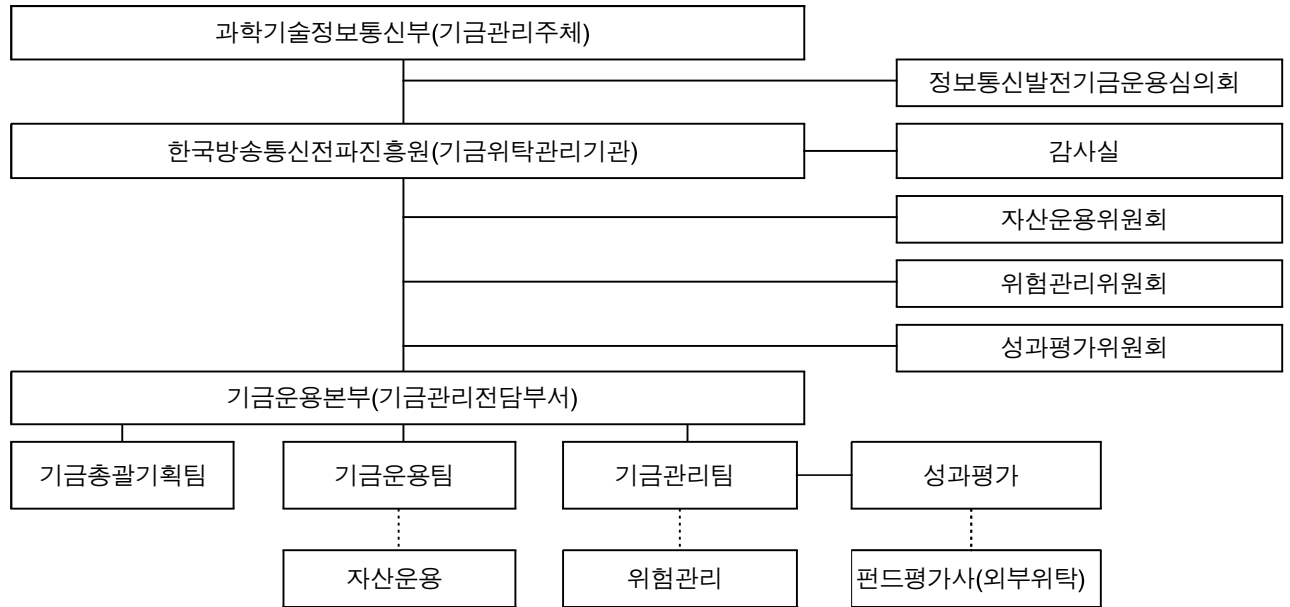 과학기술정보통신부(기금관리주체)
정보통신발전기금운용심의회
한국방송통신전파진흥원(기금위탁관리기관)
감사실
자산운용위원회
위험관리위원회
성과평가위원회
기금운용본부(기금관리전담부서)
기금총괄기획팀
기금운용팀
기금관리팀
성과평가
자산운용
위험관리
펀드평가사(외부위탁)